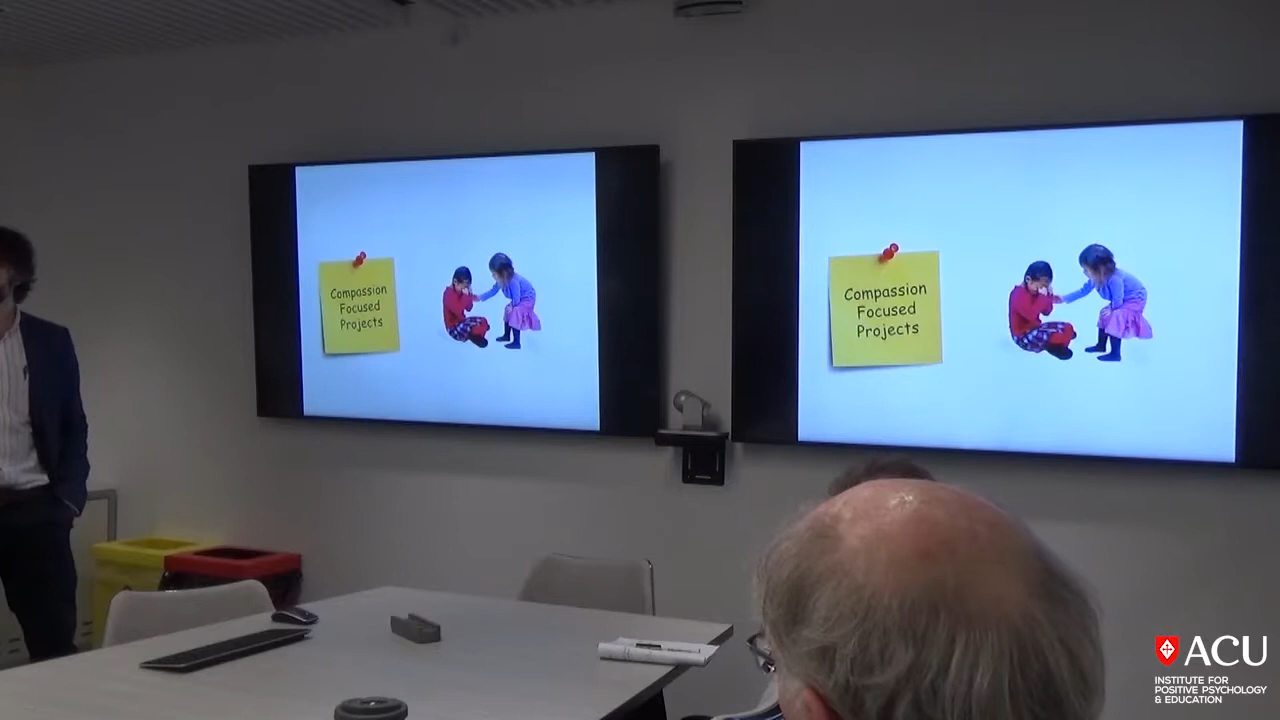 Compassion
Focused
Projects
Compassion
Focused
Projects
ACU
INSTITUTE FOR
POSITIVE PSYCHOLOGY
& EDUCATION